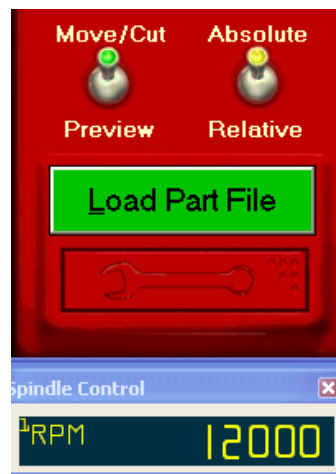 Move/Cut Absolute
Preview Relative
Load Part File
Spindle Control
1RPM 12000